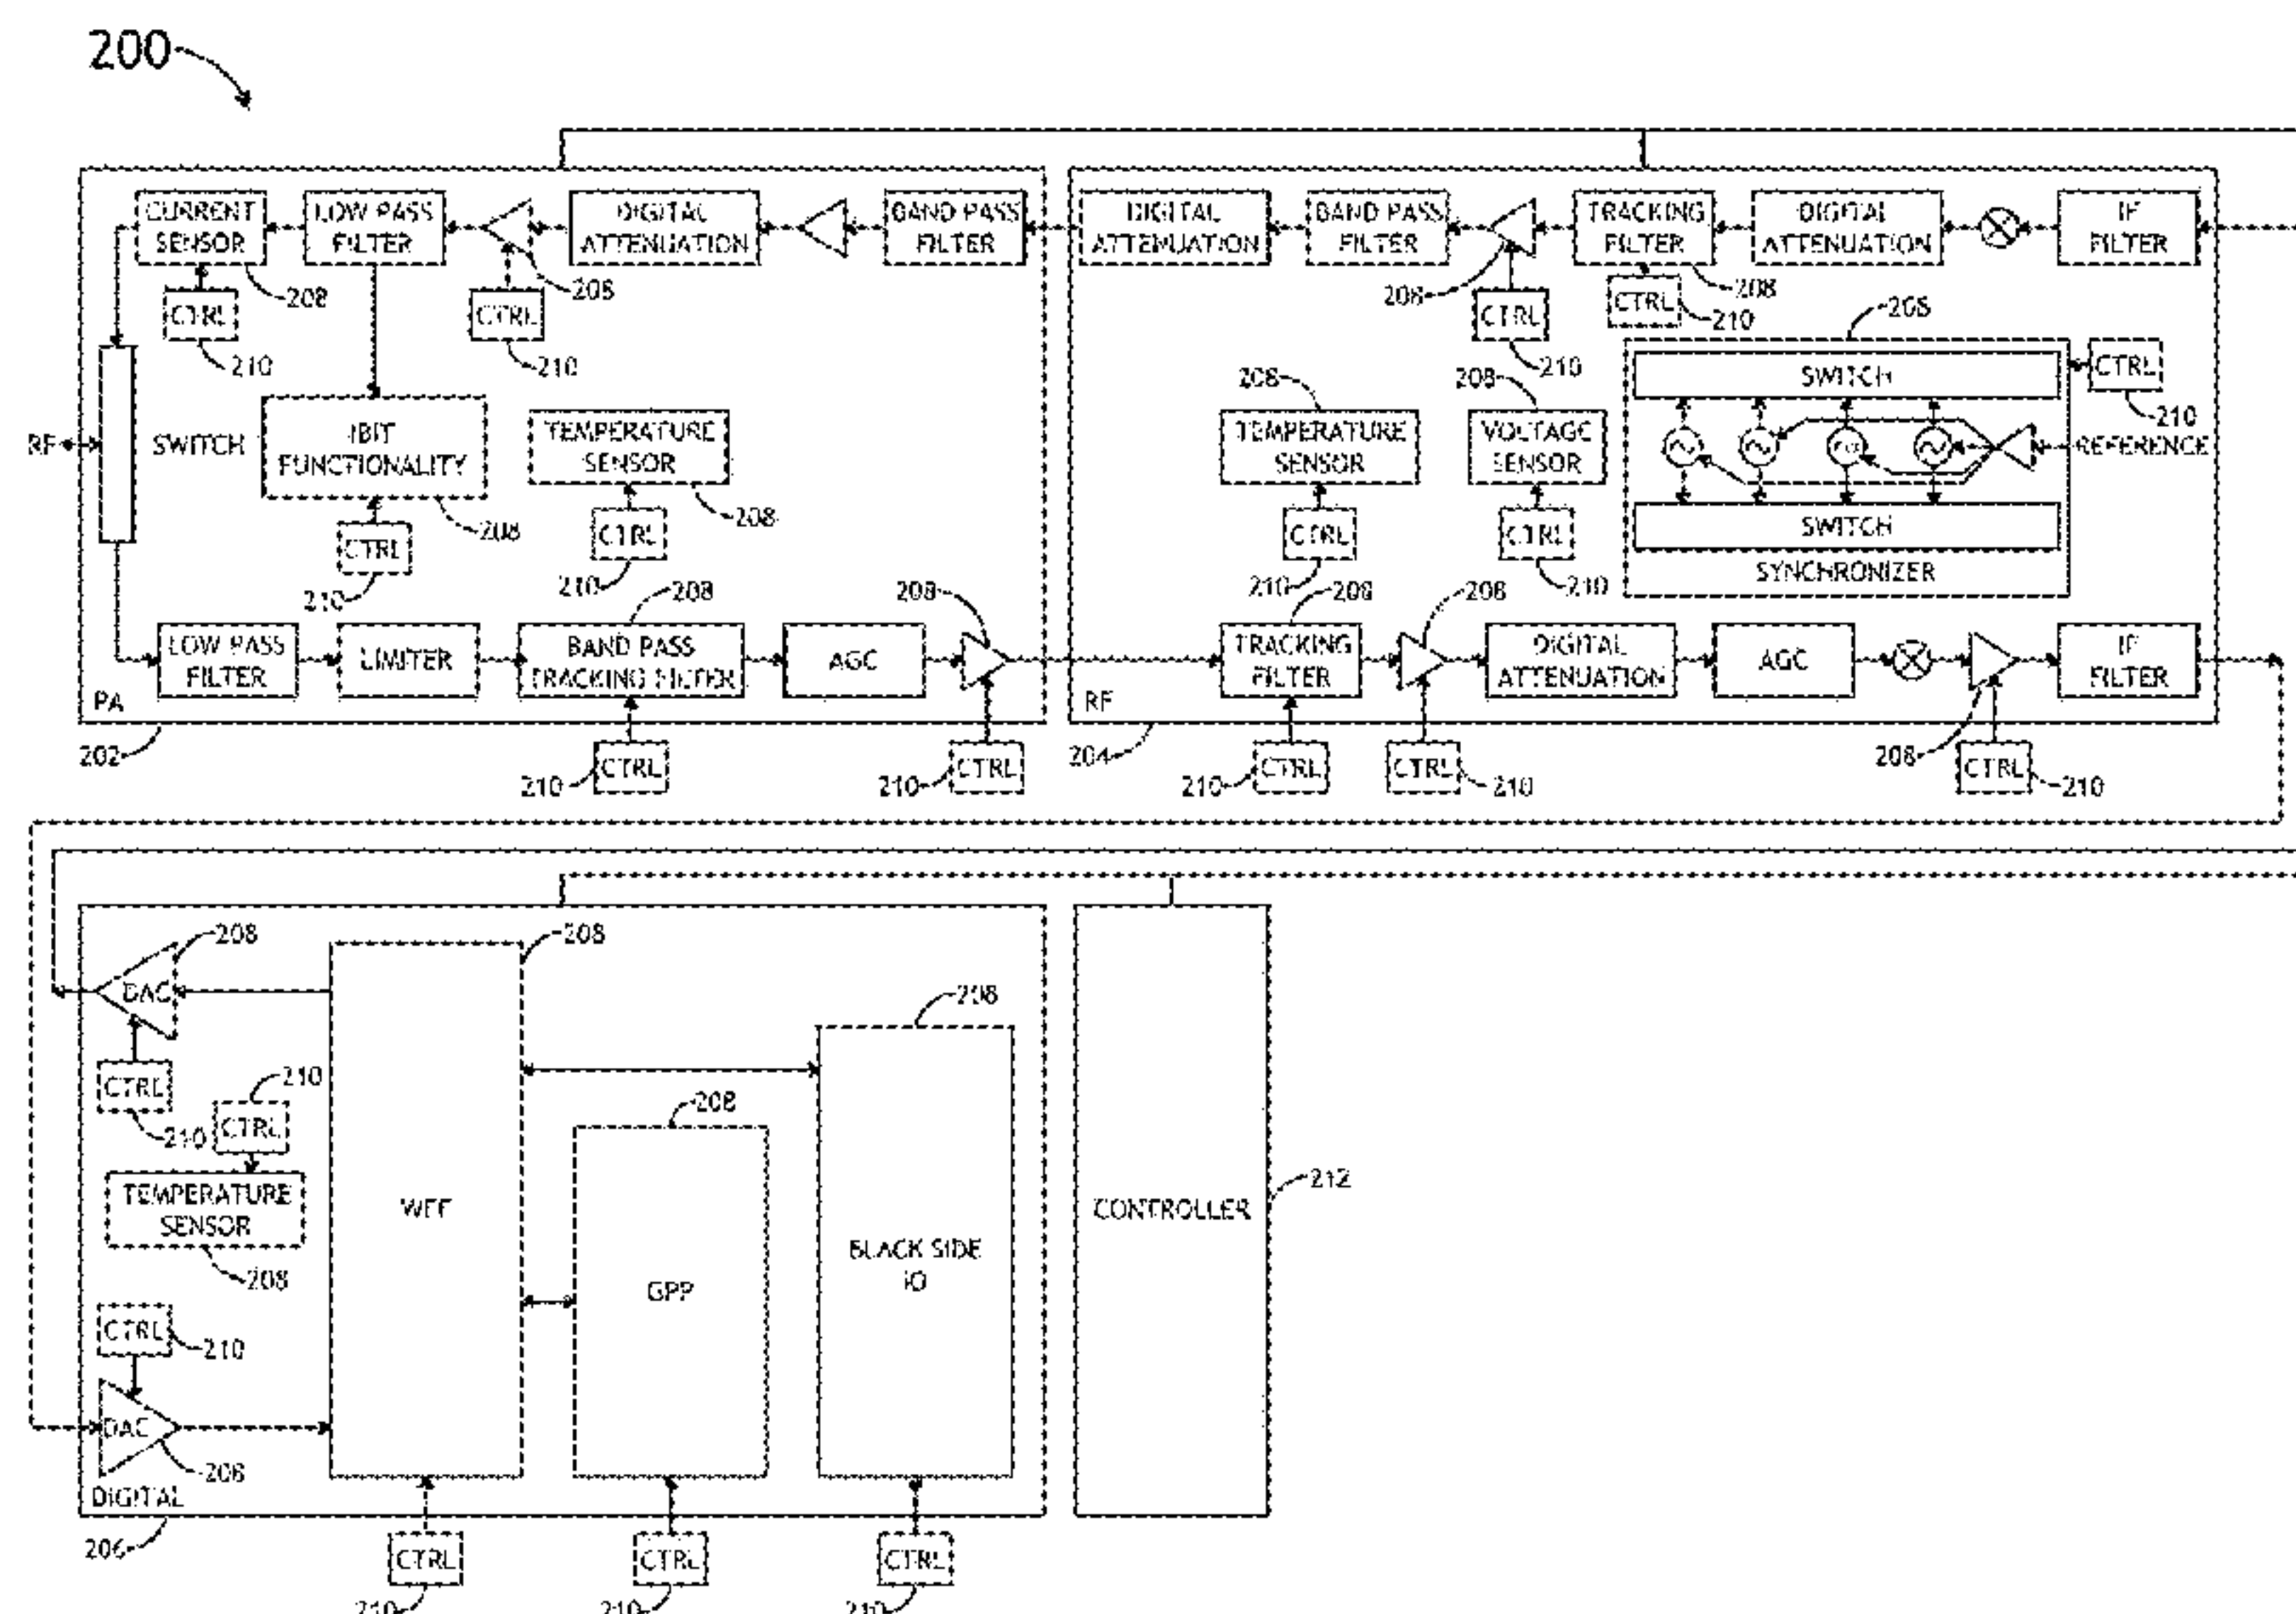 200
CURRENT
SENSOR
LOW PASS
FILTER
DIGITAL
ATTENUATION
BAND PASS
FILTER
DIGITAL
ATTENUATION
BAND PASS
FILTER
TRACKING
FILTER
DIGITAL
ATTENUATION
IF
FILTER
208
208
208
208
CTRL
CTRL
CTRL
CTRL
210
208
210
210
210
CTRL
210
SWITCH
208
208
RF
SWITCH
IBIT
FUNCTIONALITY
TEMPERATURE
SENSOR
TEMPERATURE
SENSOR
VOLTAGE
SENSOR
REFERENCE
208
208
CTRL
CTRL
CTRL
CTRL
SWITCH
210
210
210
210
SYNCHRONIZER
208
208
208
208
LOW PASS
FILTER
LIMITER
BAND PASS
TRACKING FILTER
AGC
TRACKING
FILTER
DIGITAL
ATTENUATION
AGC
IF
FILTER
PA
RF
202
204
208
210
CTRL
210
CTRL
210
CTRL
CTRL
210
CTRL
210
208
208
DAC
208
CTRL
210
CTRL
210
208
TEMPERATURE
SENSOR
208
WFF
GPP
BLACK SIDE
IO
CONTROLLER
212
CTRL
210
DAC
208
DIGITAL
206
CTRL
CTRL
CTRL
210
210
210